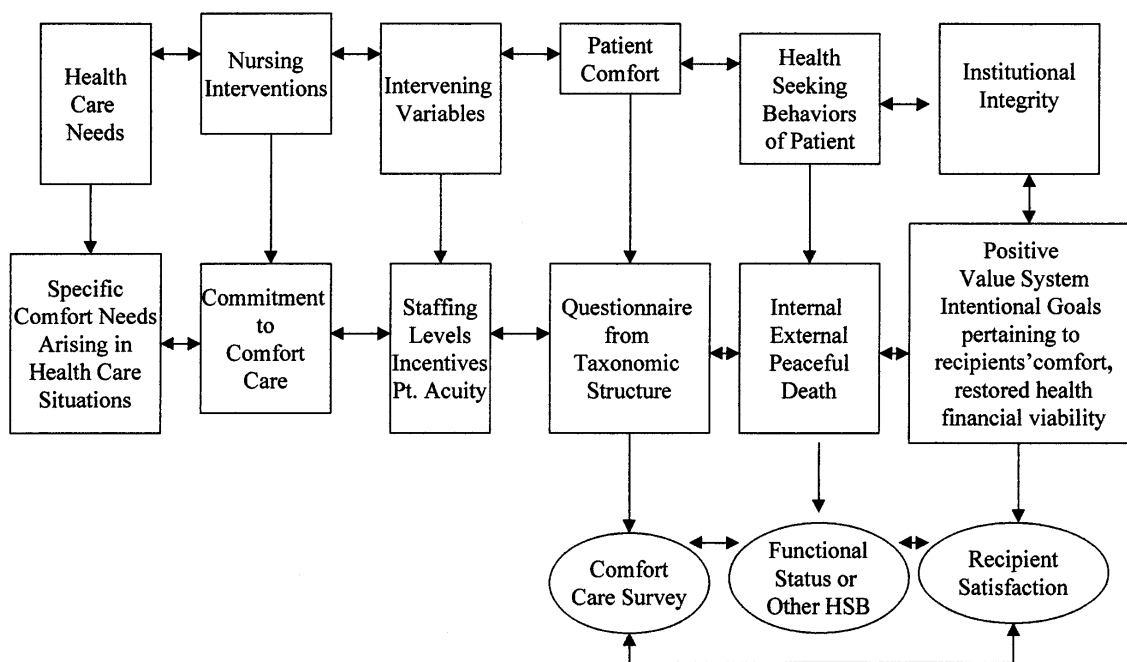 Health
Care
Needs
Nursing
Interventions
Intervening
Variables
Patient
Comfort
Health
Seeking
Behaviors
of Patient
Institutional
Integrity
Specific
Comfort Needs
Arising in
Health Care
Situations
Commitment
to
Comfort
Care
Staffing
Levels
Incentives
Pt. Acuity
Questionnaire
from
Taxonomic
Structure
Internal
External
Peaceful
Death
Positive
Value System
Intentional Goals
pertaining to
recipients'comfort,
restored health
financial viability
Comfort
Care Survey
Functional
Status or
Other HSB
Recipient
Satisfaction